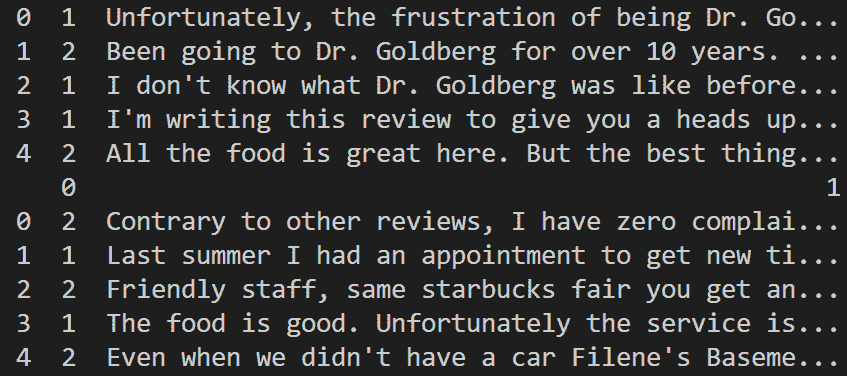 0 1 Unfortunately, the frustration of being Dr. Go...
1 2 Been going to Dr. Goldberg for over 10 years. ...
2 1 I don't know what Dr. Goldberg was like before...
3 1 I'm writing this review to give you a heads up...
4 2 All the food is great here. But the best thing...
0 1
0 2 Contrary to other reviews, I have zero complai...
1 1 Last summer I had an appointment to get new ti...
2 2 Friendly staff, same starbucks fair you get an...
3 1 The food is good. Unfortunately the service is...
4 2 Even when we didn't have a car Filene's Baseme...